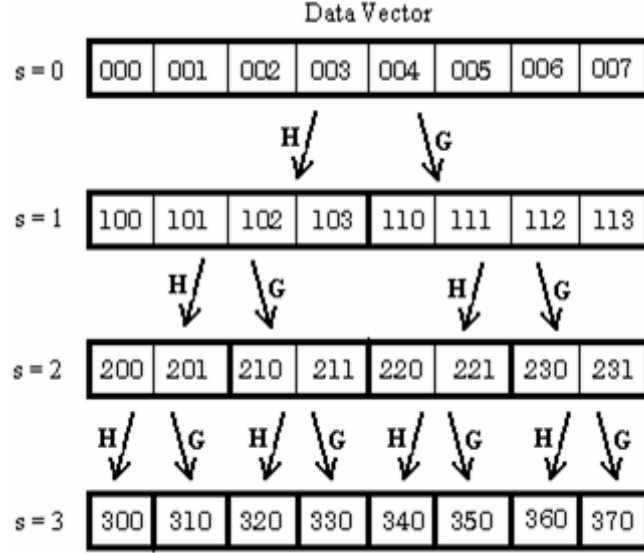 Data Vector
s = 0 000 001 002 003 004 005 006 007
H G
s = 1 100 101 102 103 110 111 112 113
H G H G
s = 2 200 201 210 211 220 221 230 231
H G H G H G H G
s = 3 300 310 320 330 340 350 360 370